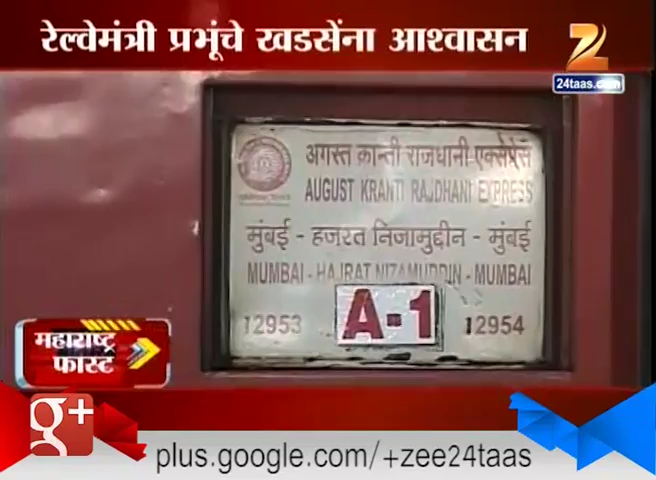 रेल्वेमंत्री प्रभूंचे खडसेंना आश्वासन
24taas.com
अगस्त क्रान्ती राजधानी एक्सप्रेस
AUGUST KRANTI RAJDHANI EXPRESS
मुंबई - हजरत निजामुद्दीन - मुंबई
MUMBAI - HAJRAT NIZAMUDDIN - MUMBAI
12953 A-1 12954
महाराष्ट्र
फास्ट
g+
plus.google.com/+zee24taas